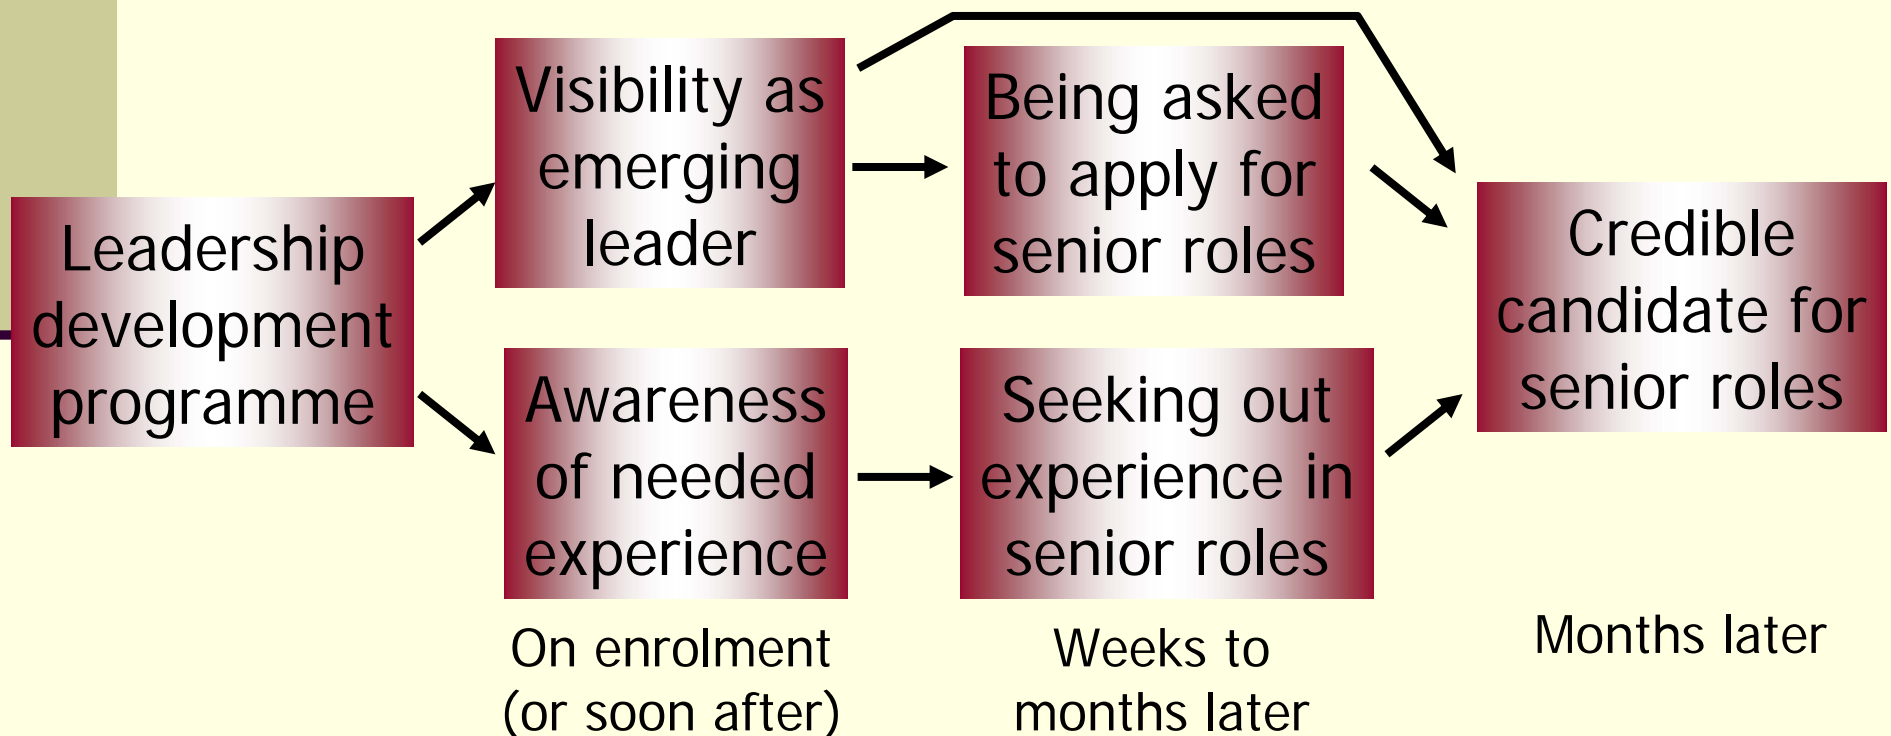 Leadership
development
programme
Visibility as
emerging
leader
Being asked
to apply for
senior roles
Awareness
of needed
experience
Seeking out
experience in
senior roles
Credible
candidate for
senior roles
On enrolment
(or soon after)
Weeks to
months later
Months later